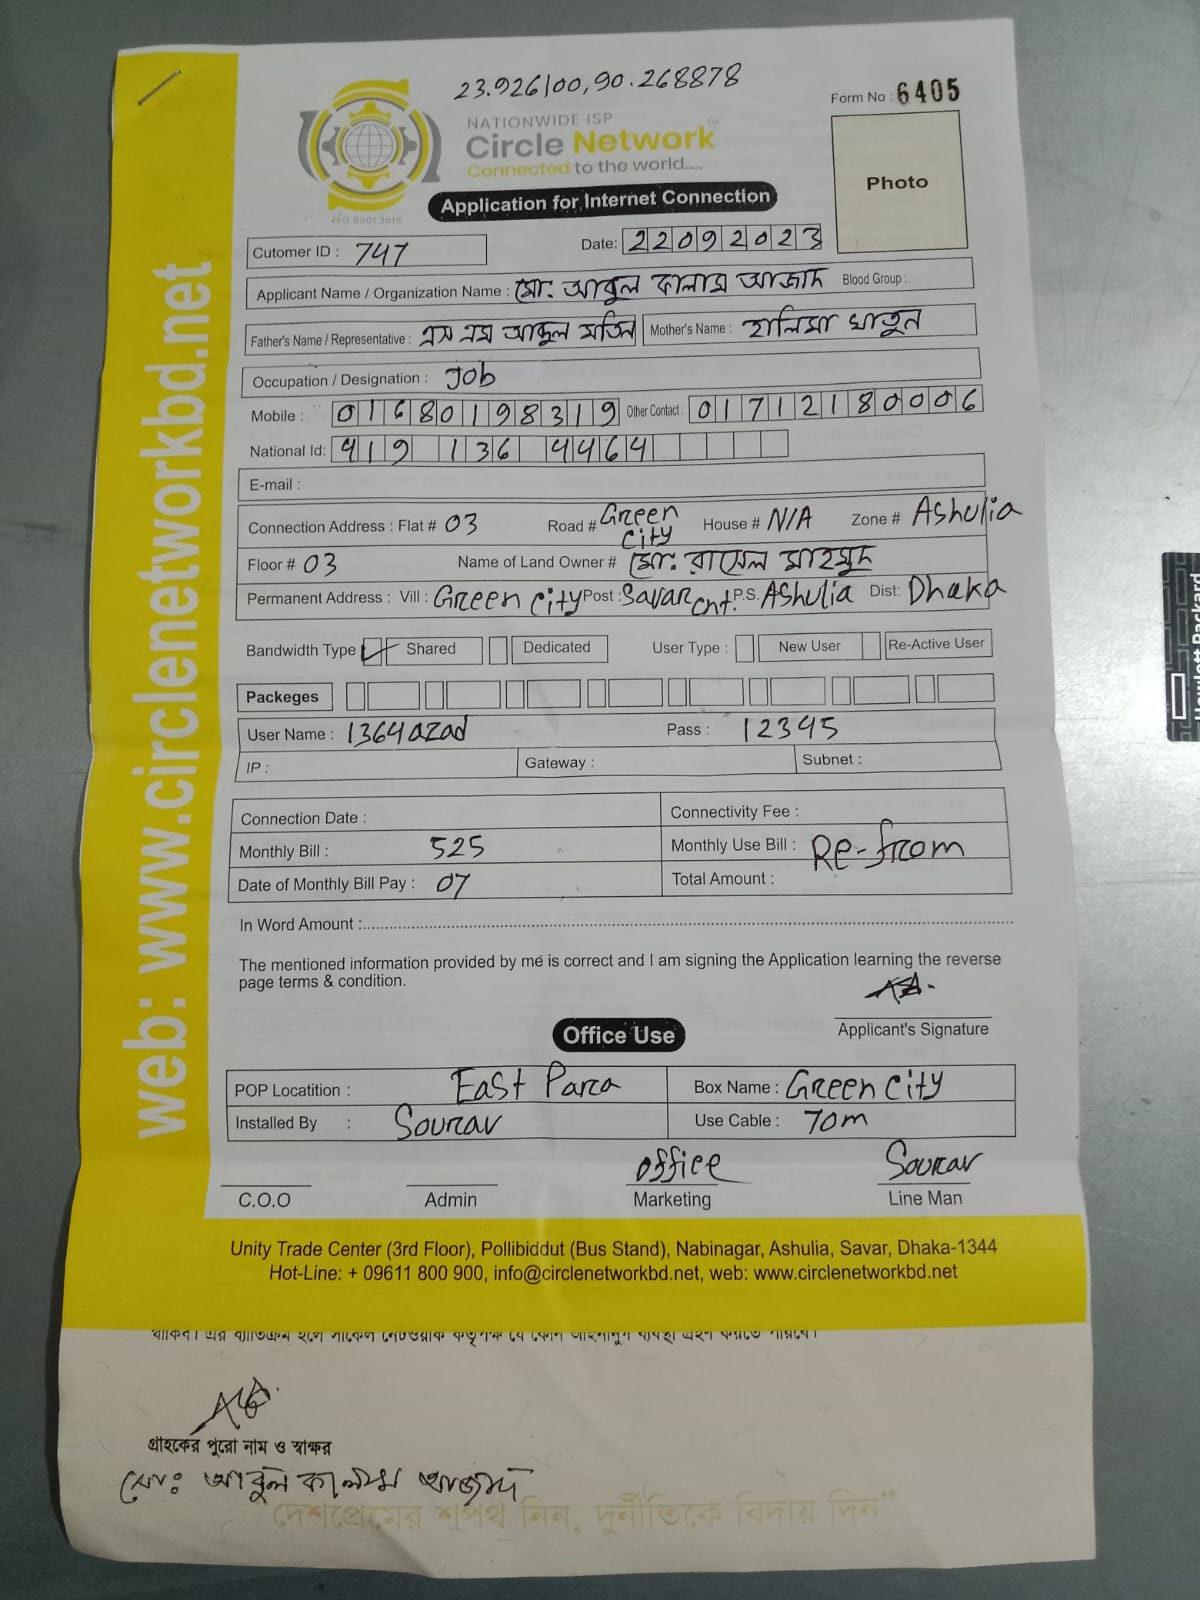 23.926100,90.268878
Form No : 6405
NATIONWIDE ISP
Circle Network™
Connected to the world.....
ISO 9001:2015
Photo
Application for Internet Connection
Cutomer ID : 747 Date: 22092023
Applicant Name / Organization Name : মো. আবুল কালাম আজাদ Blood Group :
Father's Name / Representative : এস এম আব্দুল মতিন Mother's Name : হালিমা খাতুন
Occupation / Designation : Job
Mobile : 01680198319 Other Contact : 01712180006
National Id: 419 136 4464
E-mail :
Connection Address : Flat # 03 Road # Green City House # N/A Zone # Ashulia
Floor # 03 Name of Land Owner # মো: রাসেল মাহমুদ
Permanent Address : Vill : Green City Post : Savar Cnt. P.S. Ashulia Dist: Dhaka
Bandwidth Type Shared Dedicated User Type : New User Re-Active User
Packeges
User Name : 1364azad Pass : 12345
IP : Gateway : Subnet :
Connection Date : Connectivity Fee :
Monthly Bill : 525 Monthly Use Bill : Re-from
Date of Monthly Bill Pay : 07 Total Amount :
In Word Amount :
The mentioned information provided by me is correct and I am signing the Application learning the reverse
page terms & condition.
Applicant's Signature
Office Use
POP Locatition : East Para Box Name : Green City
Installed By : Sourav Use Cable : 70m
office Sourav
C.O.O Admin Marketing Line Man
Unity Trade Center (3rd Floor), Pollibiddut (Bus Stand), Nabinagar, Ashulia, Savar, Dhaka-1344
Hot-Line: + 09611 800 900, info@circlenetworkbd.net, web: www.circlenetworkbd.net
web: www.circlenetworkbd.net
গ্রাহকের পুরো নাম ও স্বাক্ষর
মোঃ আবুল কালাম আজাদ
"দেশপ্রেমের শপথ নিন, দুর্নীতিকে বিদায় দিন"